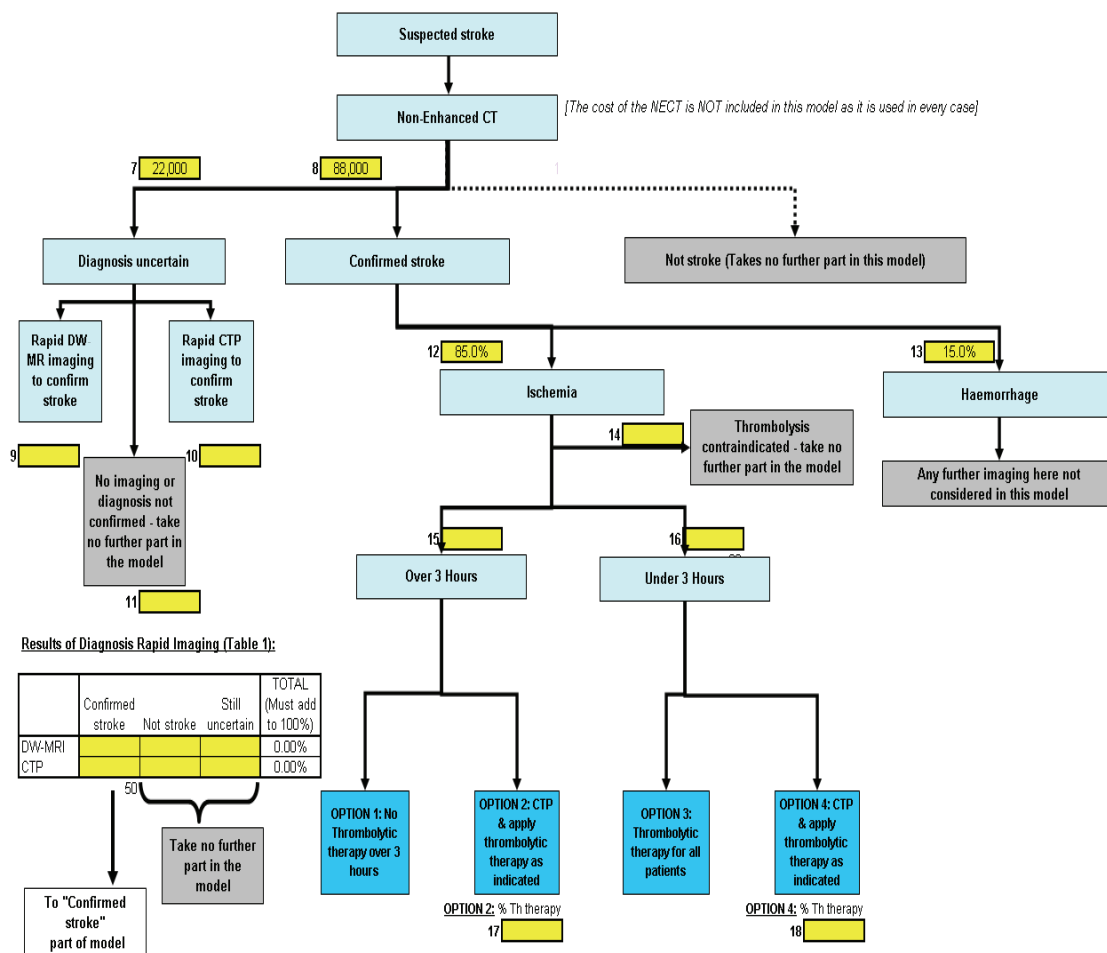 Suspected stroke
Non-Enhanced CT
[The cost of the NECT is NOT included in this model as it is used in every case]
7 22,000
8 88,000
1
Diagnosis uncertain
Confirmed stroke
Not stroke (Takes no further part in this model)
Rapid DW-
MR imaging
to confirm
stroke
Rapid CTP
imaging to
confirm
stroke
12 85.0%
13 15.0%
Ischemia
Haemorrhage
9
10
14
Thrombolysis
contraindicated - take no
further part in the model
Any further imaging here not
considered in this model
No imaging or
diagnosis not
confirmed - take
no further part in
the model
11
15
16
Over 3 Hours
Under 3 Hours
Results of Diagnosis Rapid Imaging (Table 1):
Confirmed
stroke
Not stroke
Still
uncertain
TOTAL
(Must add
to 100%)
DW-MRI 0.00%
CTP 0.00%
50
Take no further
part in the
model
To "Confirmed
stroke"
part of model
OPTION 1: No
Thrombolytic
therapy over 3
hours
OPTION 2: CTP
& apply
thrombolytic
therapy as
indicated
OPTION 3:
Thrombolytic
therapy for all
patients
OPTION 4: CTP
& apply
thrombolytic
therapy as
indicated
OPTION 2: % Th therapy
17
OPTION 4: % Th therapy
18